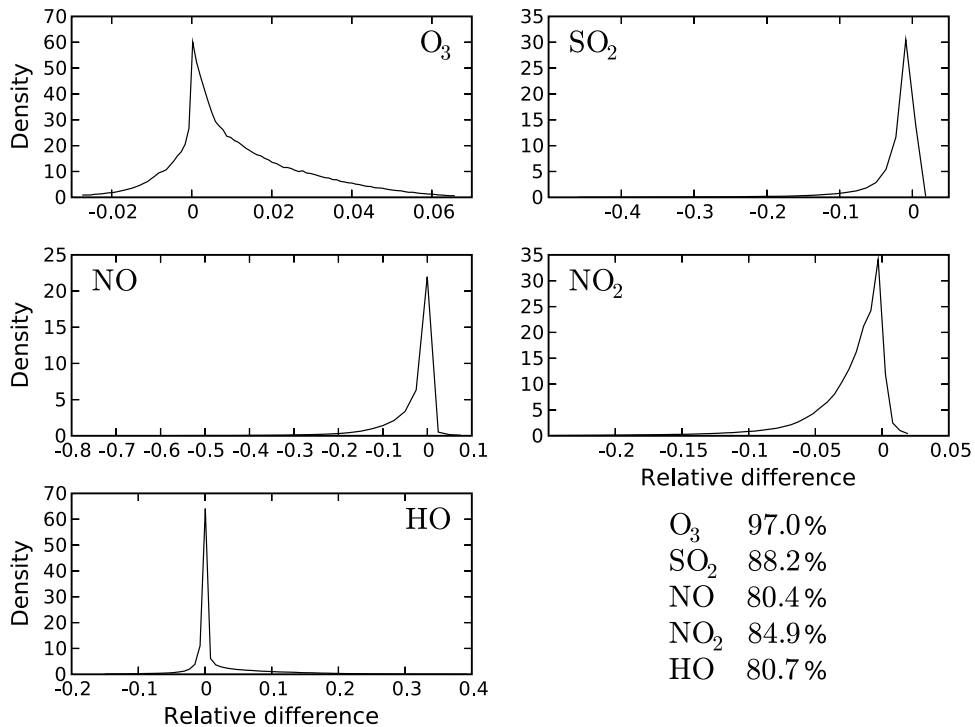 70
60
50
40
30
20
10
0
Density
O3
-0.02 0 0.02 0.04 0.06
35
30
25
20
15
10
5
0
SO2
-0.4 -0.3 -0.2 -0.1 0
25
20
15
10
5
0
Density
NO
-0.8 -0.7 -0.6 -0.5 -0.4 -0.3 -0.2 -0.1 0 0.1
35
30
25
20
15
10
5
0
NO2
-0.2 -0.15 -0.1 -0.05 0 0.05
Relative difference
70
60
50
40
30
20
10
0
Density
HO
-0.2 -0.1 0 0.1 0.2 0.3 0.4
Relative difference
O3 97.0%
SO2 88.2%
NO 80.4%
NO2 84.9%
HO 80.7%